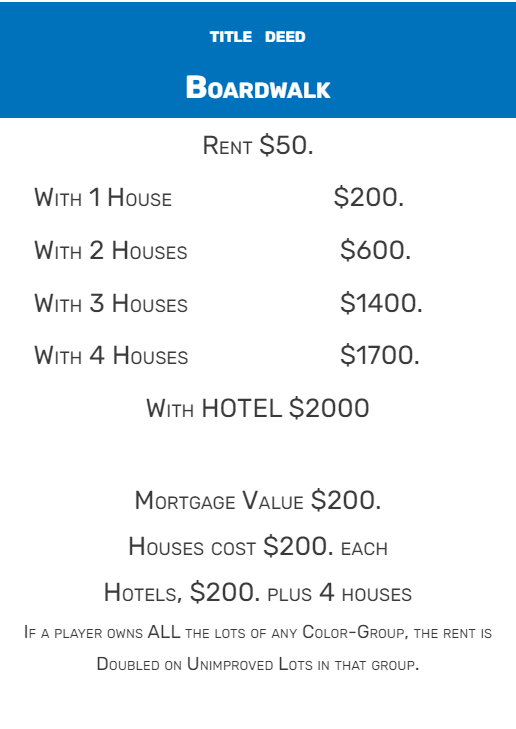 TITLE DEED
BOARDWALK
RENT $50.
WITH 1 HOUSE $200.
WITH 2 HOUSES $600.
WITH 3 HOUSES $1400.
WITH 4 HOUSES $1700.
WITH HOTEL $2000
MORTGAGE VALUE $200.
HOUSES COST $200. EACH
HOTELS, $200. PLUS 4 HOUSES
IF A PLAYER OWNS ALL THE LOTS OF ANY COLOR-GROUP, THE RENT IS
DOUBLED ON UNIMPROVED LOTS IN THAT GROUP.